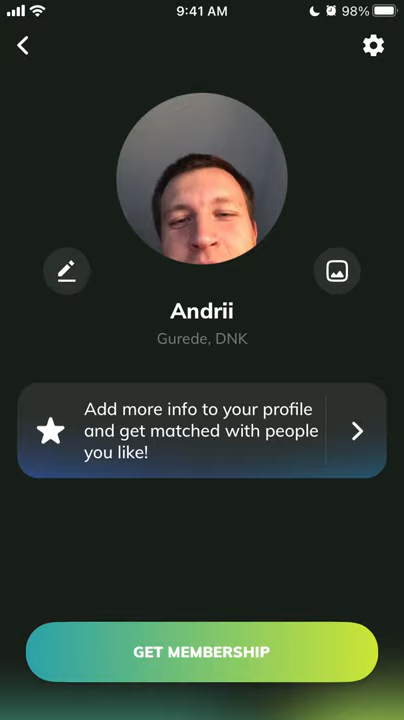 9:41 AM
98%
Andrii
Gurede, DNK
Add more info to your profile
and get matched with people
you like!
GET MEMBERSHIP